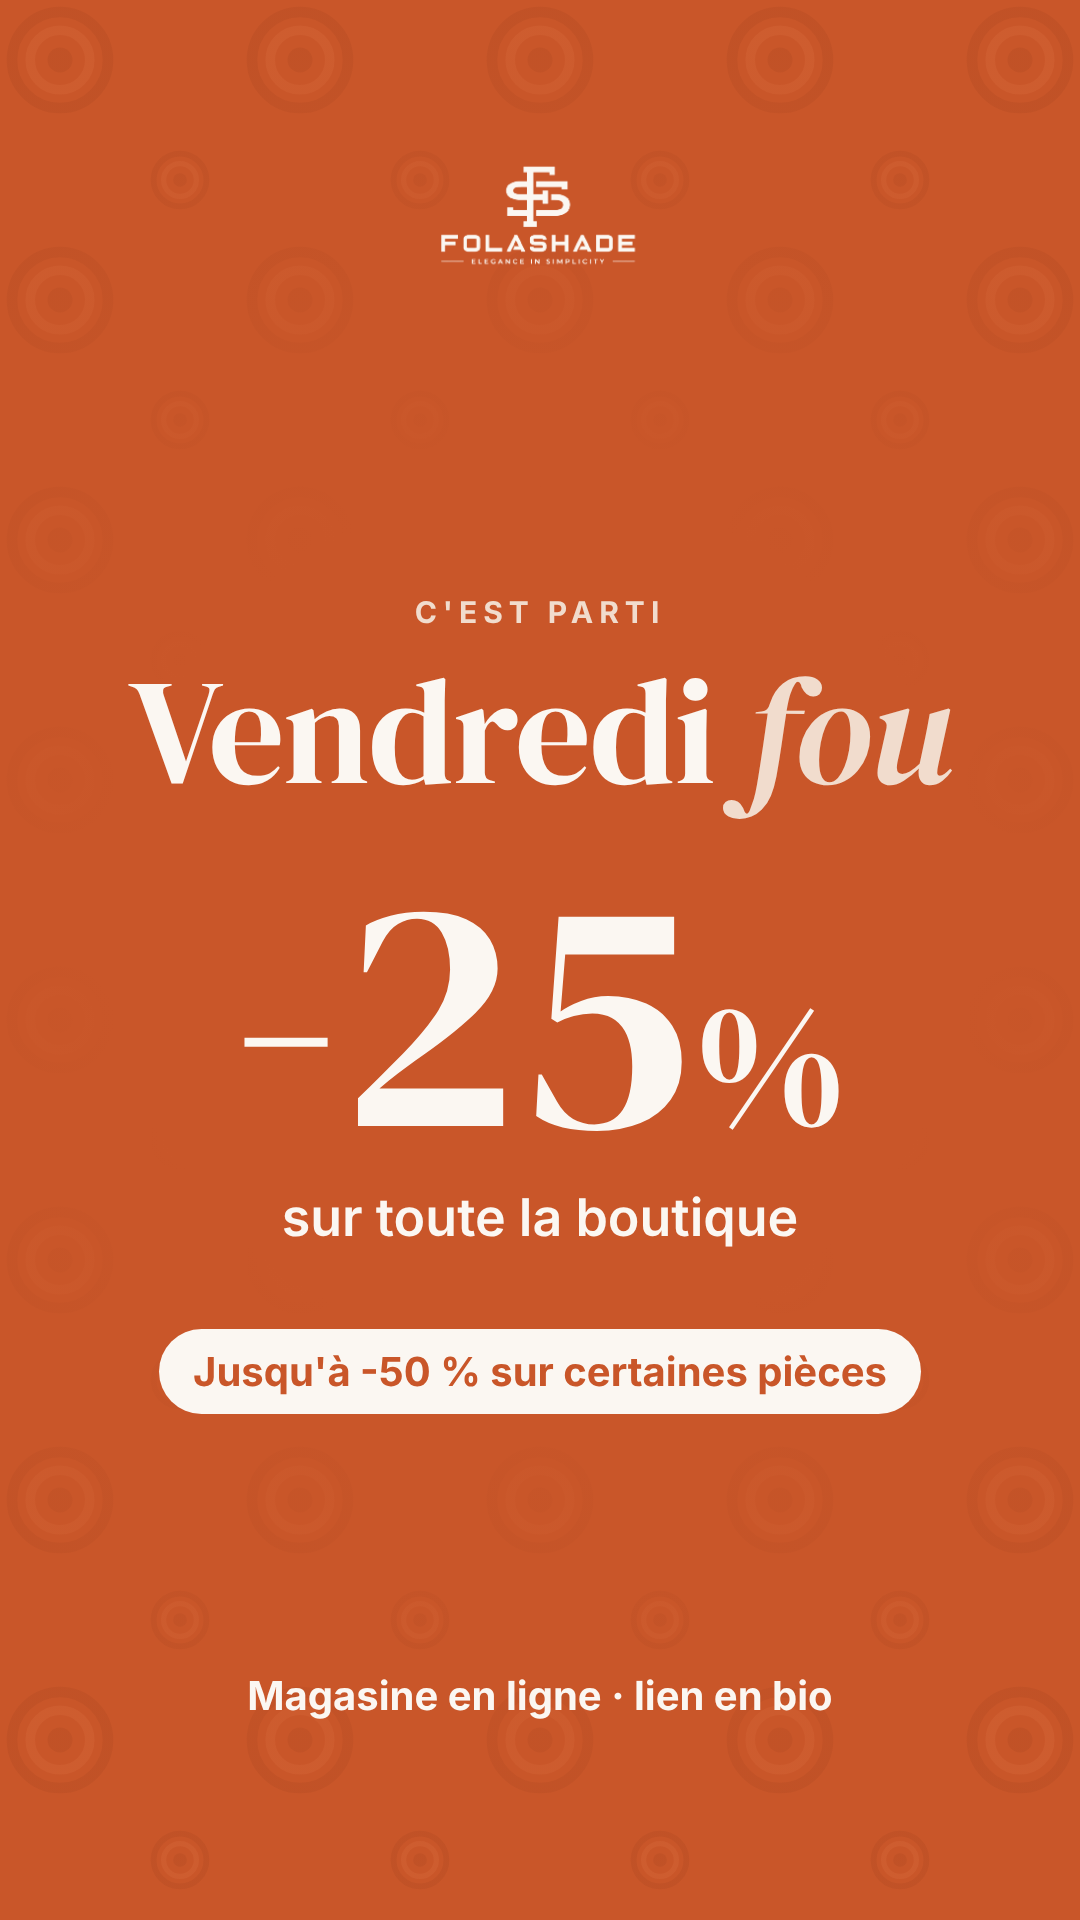 FS
FOLASHADE
ELEGANCE IN SIMPLICITY
C'EST PARTI
Vendredi fou
-25%
sur toute la boutique
Jusqu'à -50 % sur certaines pièces
Magasine en ligne · lien en bio